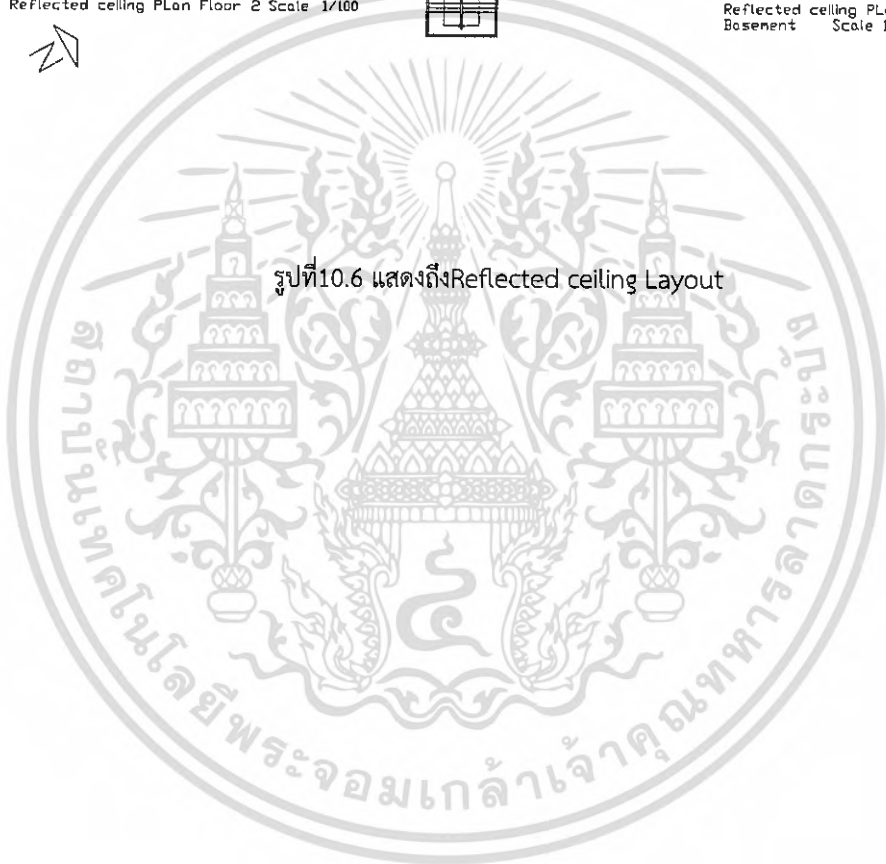 Reflected ceiling PLan Floor 2 Scale 1/100
Reflected ceiling PL
Basement Scale 1
รูปที่10.6 แสดงถึงReflected ceiling Layout
สถาบันเทคโนโลยีพระจอมเกล้าเจ้าคุณทหารลาดกระบัง
๔